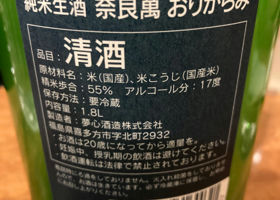 純米生酒 奈良萬 おりがらみ
品目：清酒
原材料名：米（国産）、米こうじ（国産米）
精米歩合：55％ アルコール分：17度
保存方法：要冷蔵
内容量：1.8L
製造者：夢心酒造株式会社
福島県喜多方市字北町2932
・お酒は20歳になってから適量を。
・妊娠中、授乳期の飲酒は避けてください。
・飲酒運転は法律で禁止されております。